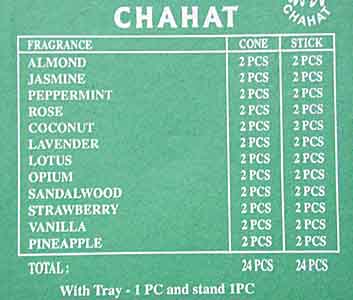 CHAHAT
CHAHAT
FRAGRANCE CONE STICK
ALMOND 2 PCS 2 PCS
JASMINE 2 PCS 2 PCS
PEPPERMINT 2 PCS 2 PCS
ROSE 2 PCS 2 PCS
COCONUT 2 PCS 2 PCS
LAVENDER 2 PCS 2 PCS
LOTUS 2 PCS 2 PCS
OPIUM 2 PCS 2 PCS
SANDALWOOD 2 PCS 2 PCS
STRAWBERRY 2 PCS 2 PCS
VANILLA 2 PCS 2 PCS
PINEAPPLE 2 PCS 2 PCS
TOTAL: 24 PCS 24 PCS
With Tray - 1 PC and stand 1PC